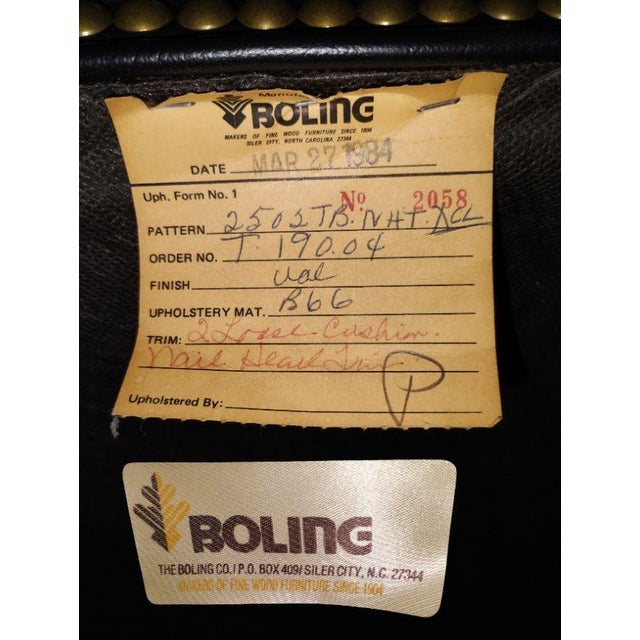 BOLING
MAKERS OF FINE WOOD FURNITURE SINCE 1904
SILER CITY, NORTH CAROLINA 27344
DATE MAR 27 1984
Uph. Form No. 1 No 2058
PATTERN 2502TB.NHT.
ORDER NO. T.190.04
FINISH Val
UPHOLSTERY MAT. B66
TRIM: 2 Loose Cushion.
Nail Head Trim
Upholstered By: P
BOLING
THE BOLING CO./P.O. BOX 409/SILER CITY, N.C. 27344
MAKERS OF FINE WOOD FURNITURE SINCE 1904